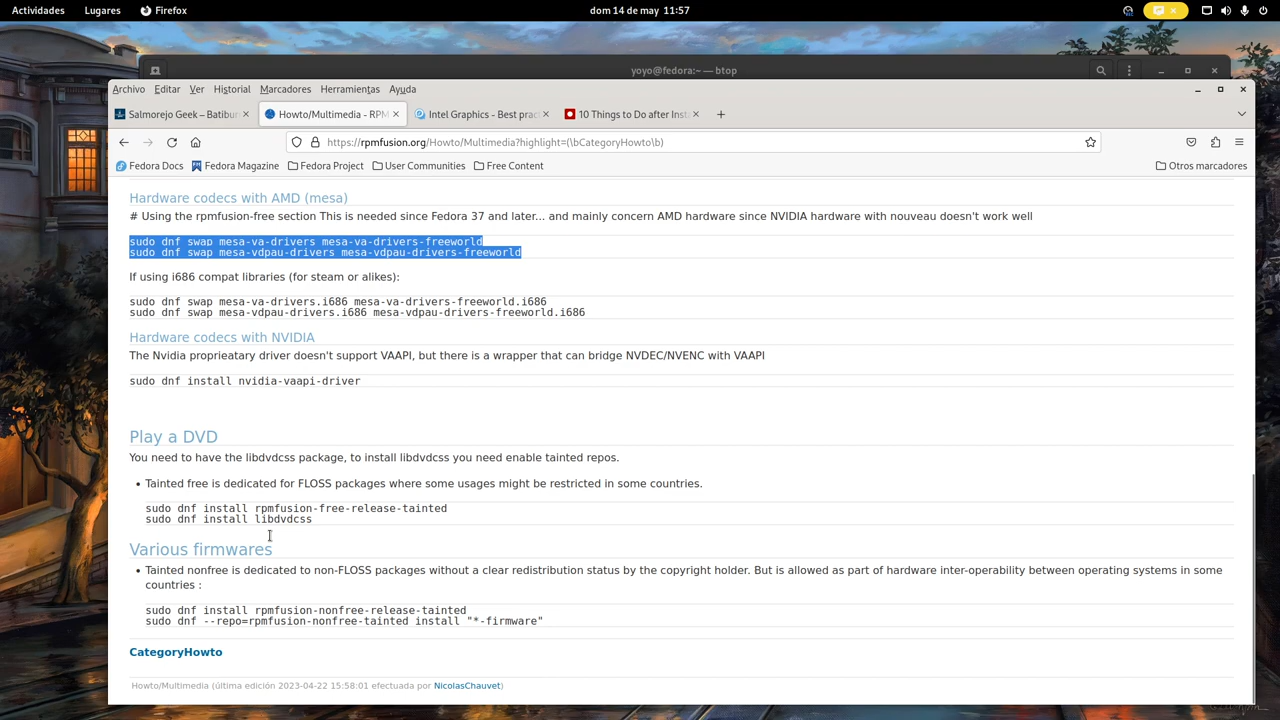 Actividades Lugares Firefox dom 14 de may 11:57
yoyo@fedora:~ — btop
Archivo Editar Ver Historial Marcadores Herramientas Ayuda
Salmorejo Geek – Batibur Howto/Multimedia - RPM Intel Graphics - Best prac 10 Things to Do after Inst
https://rpmfusion.org/Howto/Multimedia?highlight=(\bCategoryHowto\b)
Fedora Docs Fedora Magazine Fedora Project User Communities Free Content Otros marcadores
Hardware codecs with AMD (mesa)
# Using the rpmfusion-free section This is needed since Fedora 37 and later... and mainly concern AMD hardware since NVIDIA hardware with nouveau doesn't work well
sudo dnf swap mesa-va-drivers mesa-va-drivers-freeworld
sudo dnf swap mesa-vdpau-drivers mesa-vdpau-drivers-freeworld
If using i686 compat libraries (for steam or alikes):
sudo dnf swap mesa-va-drivers.i686 mesa-va-drivers-freeworld.i686
sudo dnf swap mesa-vdpau-drivers.i686 mesa-vdpau-drivers-freeworld.i686
Hardware codecs with NVIDIA
The Nvidia proprieatary driver doesn't support VAAPI, but there is a wrapper that can bridge NVDEC/NVENC with VAAPI
sudo dnf install nvidia-vaapi-driver
Play a DVD
You need to have the libdvdcss package, to install libdvdcss you need enable tainted repos.
• Tainted free is dedicated for FLOSS packages where some usages might be restricted in some countries.
sudo dnf install rpmfusion-free-release-tainted
sudo dnf install libdvdcss
Various firmwares
• Tainted nonfree is dedicated to non-FLOSS packages without a clear redistribution status by the copyright holder. But is allowed as part of hardware inter-operability between operating systems in some
countries :
sudo dnf install rpmfusion-nonfree-release-tainted
sudo dnf --repo=rpmfusion-nonfree-tainted install "*-firmware"
CategoryHowto
Howto/Multimedia (última edición 2023-04-22 15:58:01 efectuada por NicolasChauvet)